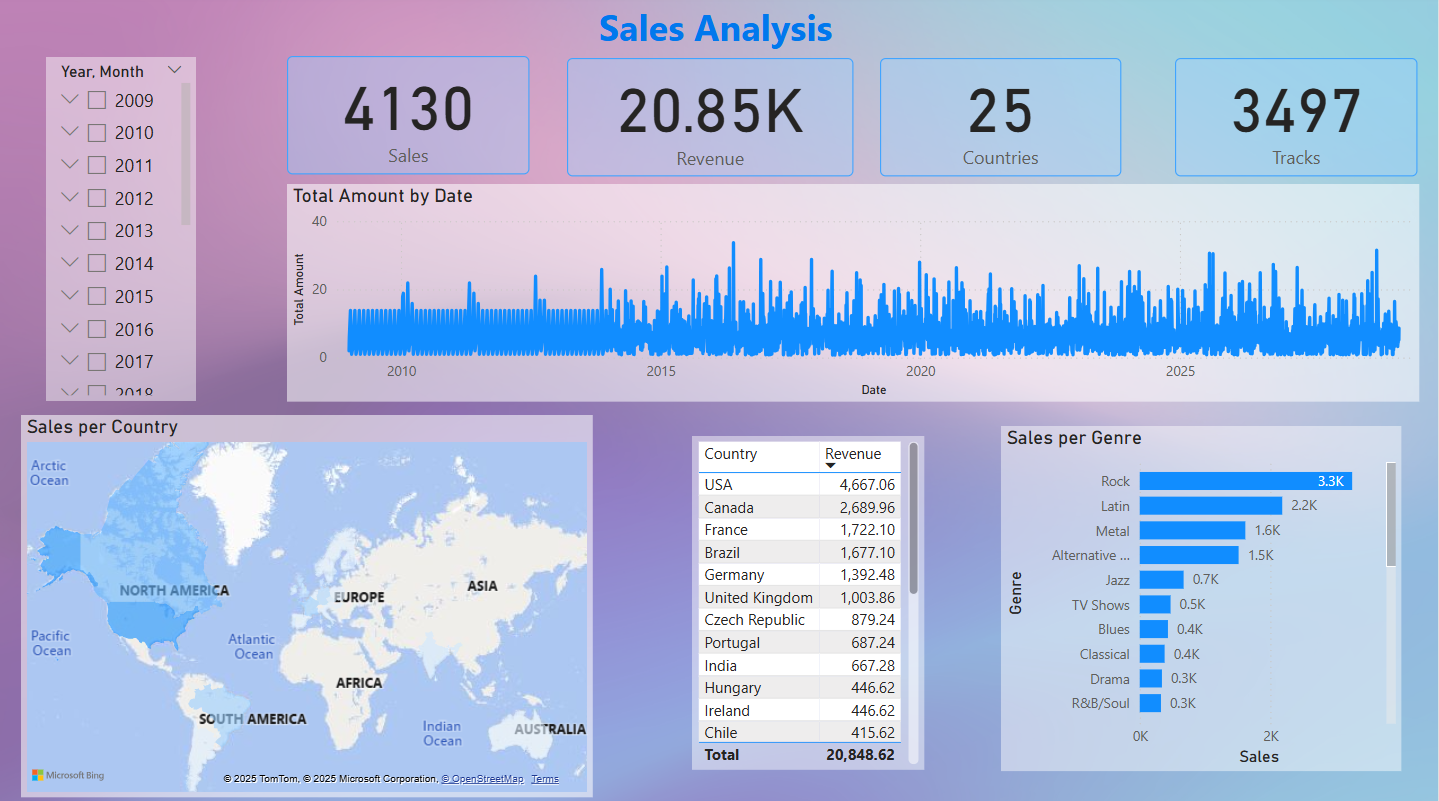 Sales Analysis
Year, Month
2009
2010
2011
2012
2013
2014
2015
2016
2017
2018
4130
Sales
20.85K
Revenue
25
Countries
3497
Tracks
Total Amount by Date
Total Amount
40
20
0
2010 2015 2020 2025
Date
Sales per Country
Arctic
Ocean
NORTH AMERICA
EUROPE
ASIA
Pacific
Ocean
Atlantic
Ocean
AFRICA
SOUTH AMERICA
Indian
Ocean
AUSTRALIA
Microsoft Bing
© 2025 TomTom, © 2025 Microsoft Corporation, © OpenStreetMap Terms
Country Revenue
USA 4,667.06
Canada 2,689.96
France 1,722.10
Brazil 1,677.10
Germany 1,392.48
United Kingdom 1,003.86
Czech Republic 879.24
Portugal 687.24
India 667.28
Hungary 446.62
Ireland 446.62
Chile 415.62
Total 20,848.62
Sales per Genre
Genre
Rock 3.3K
Latin 2.2K
Metal 1.6K
Alternative ... 1.5K
Jazz 0.7K
TV Shows 0.5K
Blues 0.4K
Classical 0.4K
Drama 0.3K
R&B/Soul 0.3K
0K 2K
Sales